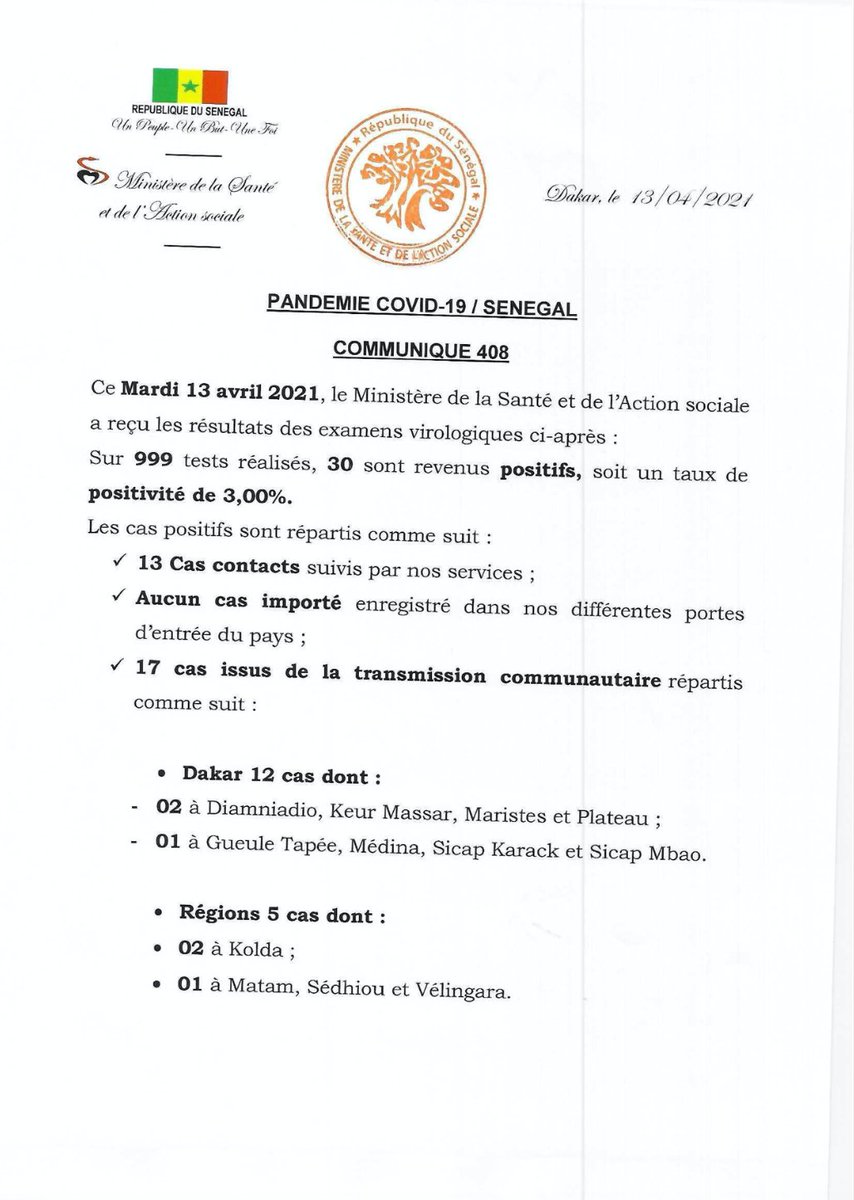 REPUBLIQUE DU SENEGAL
Un Peuple - Un But - Une Foi
Ministère de la Santé
et de l'Action sociale
★ République du Sénégal ★
MINISTERE DE LA SANTE ET DE L'ACTION SOCIALE
Dakar, le 13/04/2021
PANDEMIE COVID-19 / SENEGAL
COMMUNIQUE 408
Ce Mardi 13 avril 2021, le Ministère de la Santé et de l'Action sociale
a reçu les résultats des examens virologiques ci-après :
Sur 999 tests réalisés, 30 sont revenus positifs, soit un taux de
positivité de 3,00%.
Les cas positifs sont répartis comme suit :
✓ 13 Cas contacts suivis par nos services ;
✓ Aucun cas importé enregistré dans nos différentes portes
d'entrée du pays ;
✓ 17 cas issus de la transmission communautaire répartis
comme suit :
• Dakar 12 cas dont :
- 02 à Diamniadio, Keur Massar, Maristes et Plateau ;
- 01 à Gueule Tapée, Médina, Sicap Karack et Sicap Mbao.
• Régions 5 cas dont :
• 02 à Kolda ;
• 01 à Matam, Sédhiou et Vélingara.